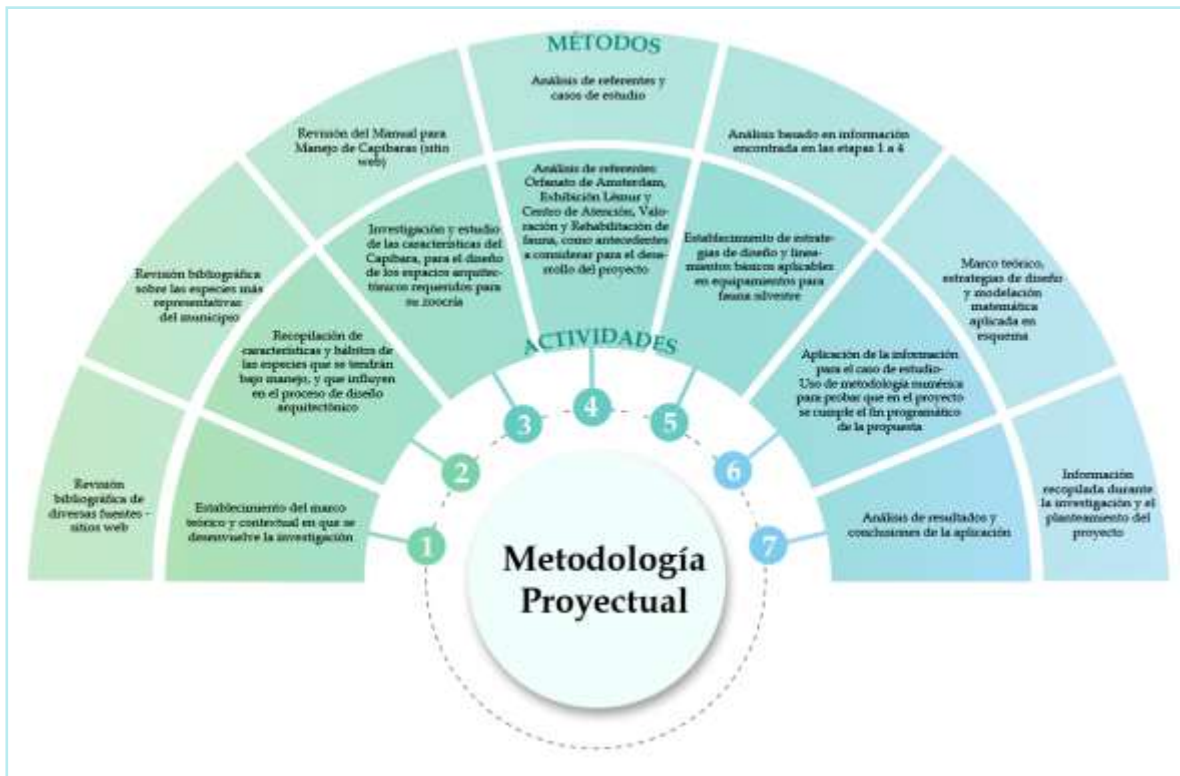 MÉTODOS
Análisis de referentes y
casos de estudio
Revisión del Manual para
Manejo de Capibaras (sitio
web)
Análisis basado en información
encontrada en las etapas 1 a 4
Revisión bibliográfica
sobre las especies más
representativas
del municipio
Marco teórico,
estrategias de diseño
y modelación
matemática
aplicada en
esquema
Revisión
bibliográfica de
diversas fuentes -
sitios web
Información
recopilada durante
la investigación y el
planteamiento del
proyecto
ACTIVIDADES
Establecimiento del marco
teórico y contextual en que se
desenvuelve la investigación
Recopilación de
características y hábitos de
las especies que se tendrán
bajo manejo, y que influyen
en el proceso de diseño
arquitectónico
Investigación y estudio
de las características del
Capibara, para el diseño
de los espacios arquitec-
tónicos requeridos para
su zoocría
Análisis de referentes:
Orfanato de Amsterdam,
Exhibición Lémur y
Centro de Atención, Valo-
ración y Rehabilitación de
fauna, como antecedentes
a considerar para el desa-
rrollo del proyecto
Establecimiento de estrate-
gias de diseño y linea-
mientos básicos aplicables
en equipamientos para
fauna silvestre
Aplicación de la información
para el caso de estudio-
Uso de metodología numérica
para probar que en el proyecto
se cumple el fin programático
de la propuesta
Análisis de resultados y
conclusiones de la aplicación
1
2
3
4
5
6
7
Metodología
Proyectual